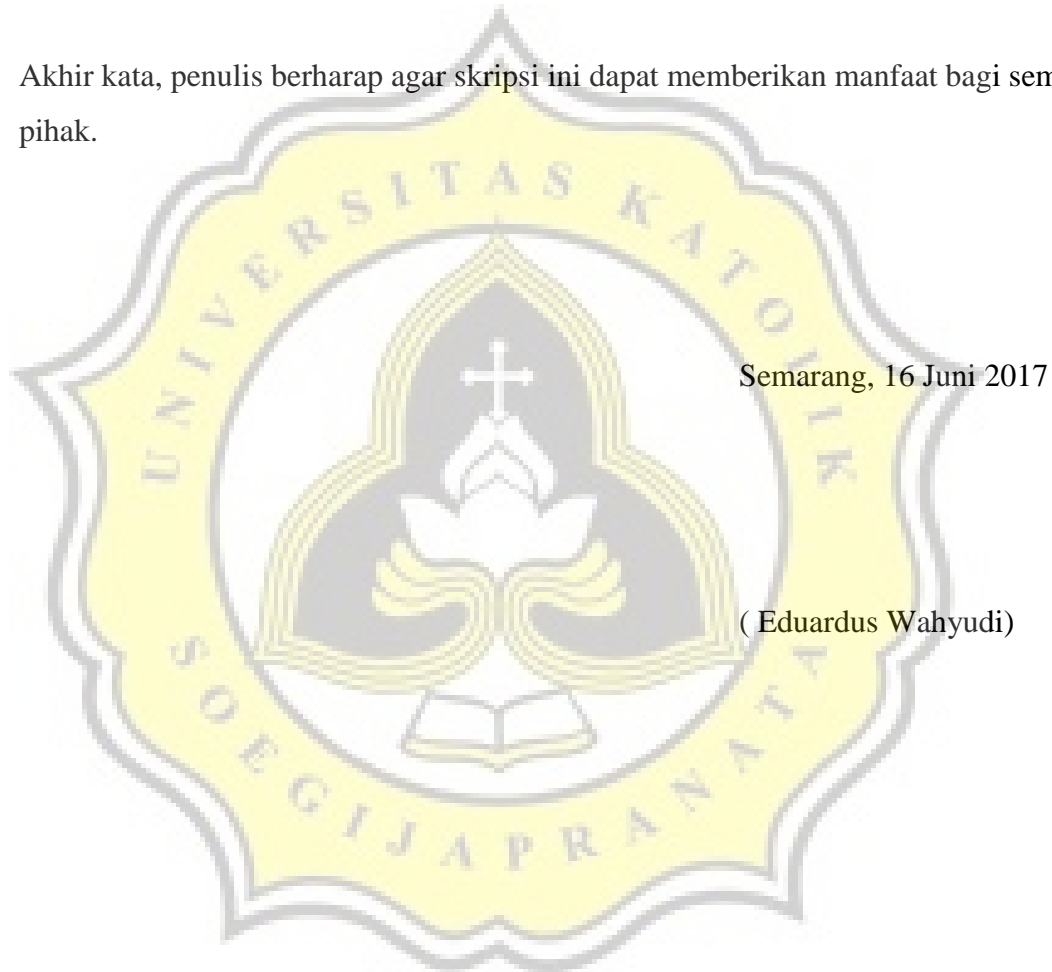 Akhir kata, penulis berharap agar skripsi ini dapat memberikan manfaat bagi sem
pihak.
UNIVERSITAS KATOLIK
Semarang, 16 Juni 2017
( Eduardus Wahyudi)
SOEGIJAPRANATA